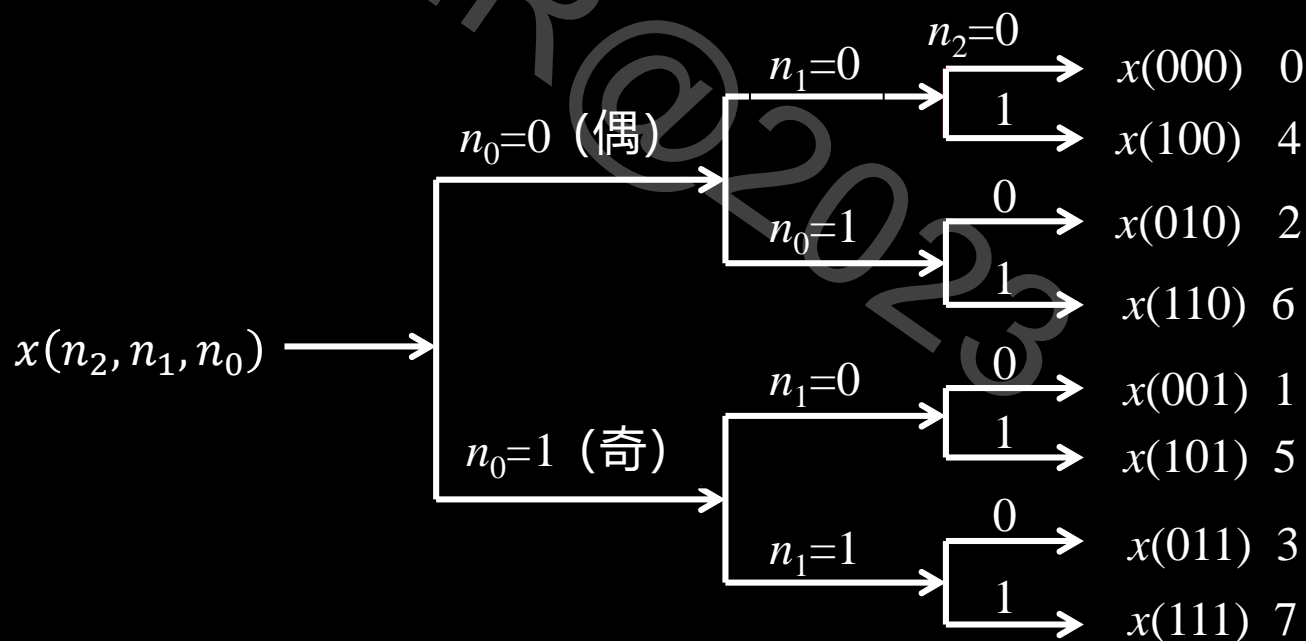 n₂=0
n₁=0
x(000) 0
1
n₀=0（偶）
x(100) 4
0
n₀=1
x(010) 2
1
x(110) 6
x(n₂,n₁,n₀)
0
n₁=0
x(001) 1
1
n₀=1（奇）
x(101) 5
0
n₁=1
x(011) 3
1
x(111) 7
R@2023